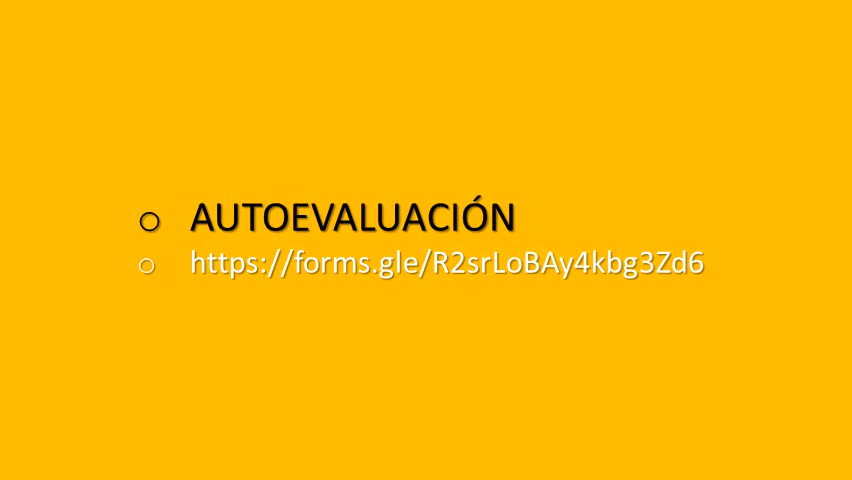 o AUTOEVALUACIÓN
o https://forms.gle/R2srLoBAy4kbg3Zd6